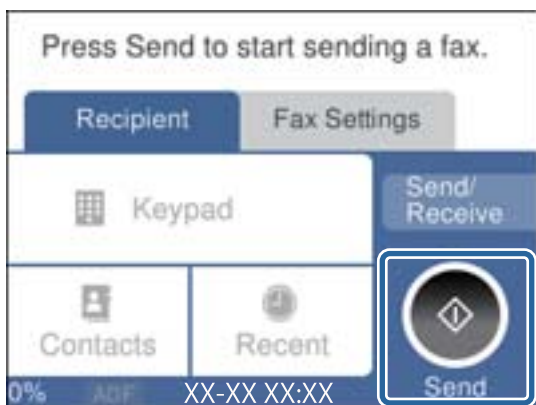 Press Send to start sending a fax.
Recipient
Fax Settings
Keypad
Send/
Receive
Contacts
Recent
Send
0%
ADF
XX-XX XX:XX